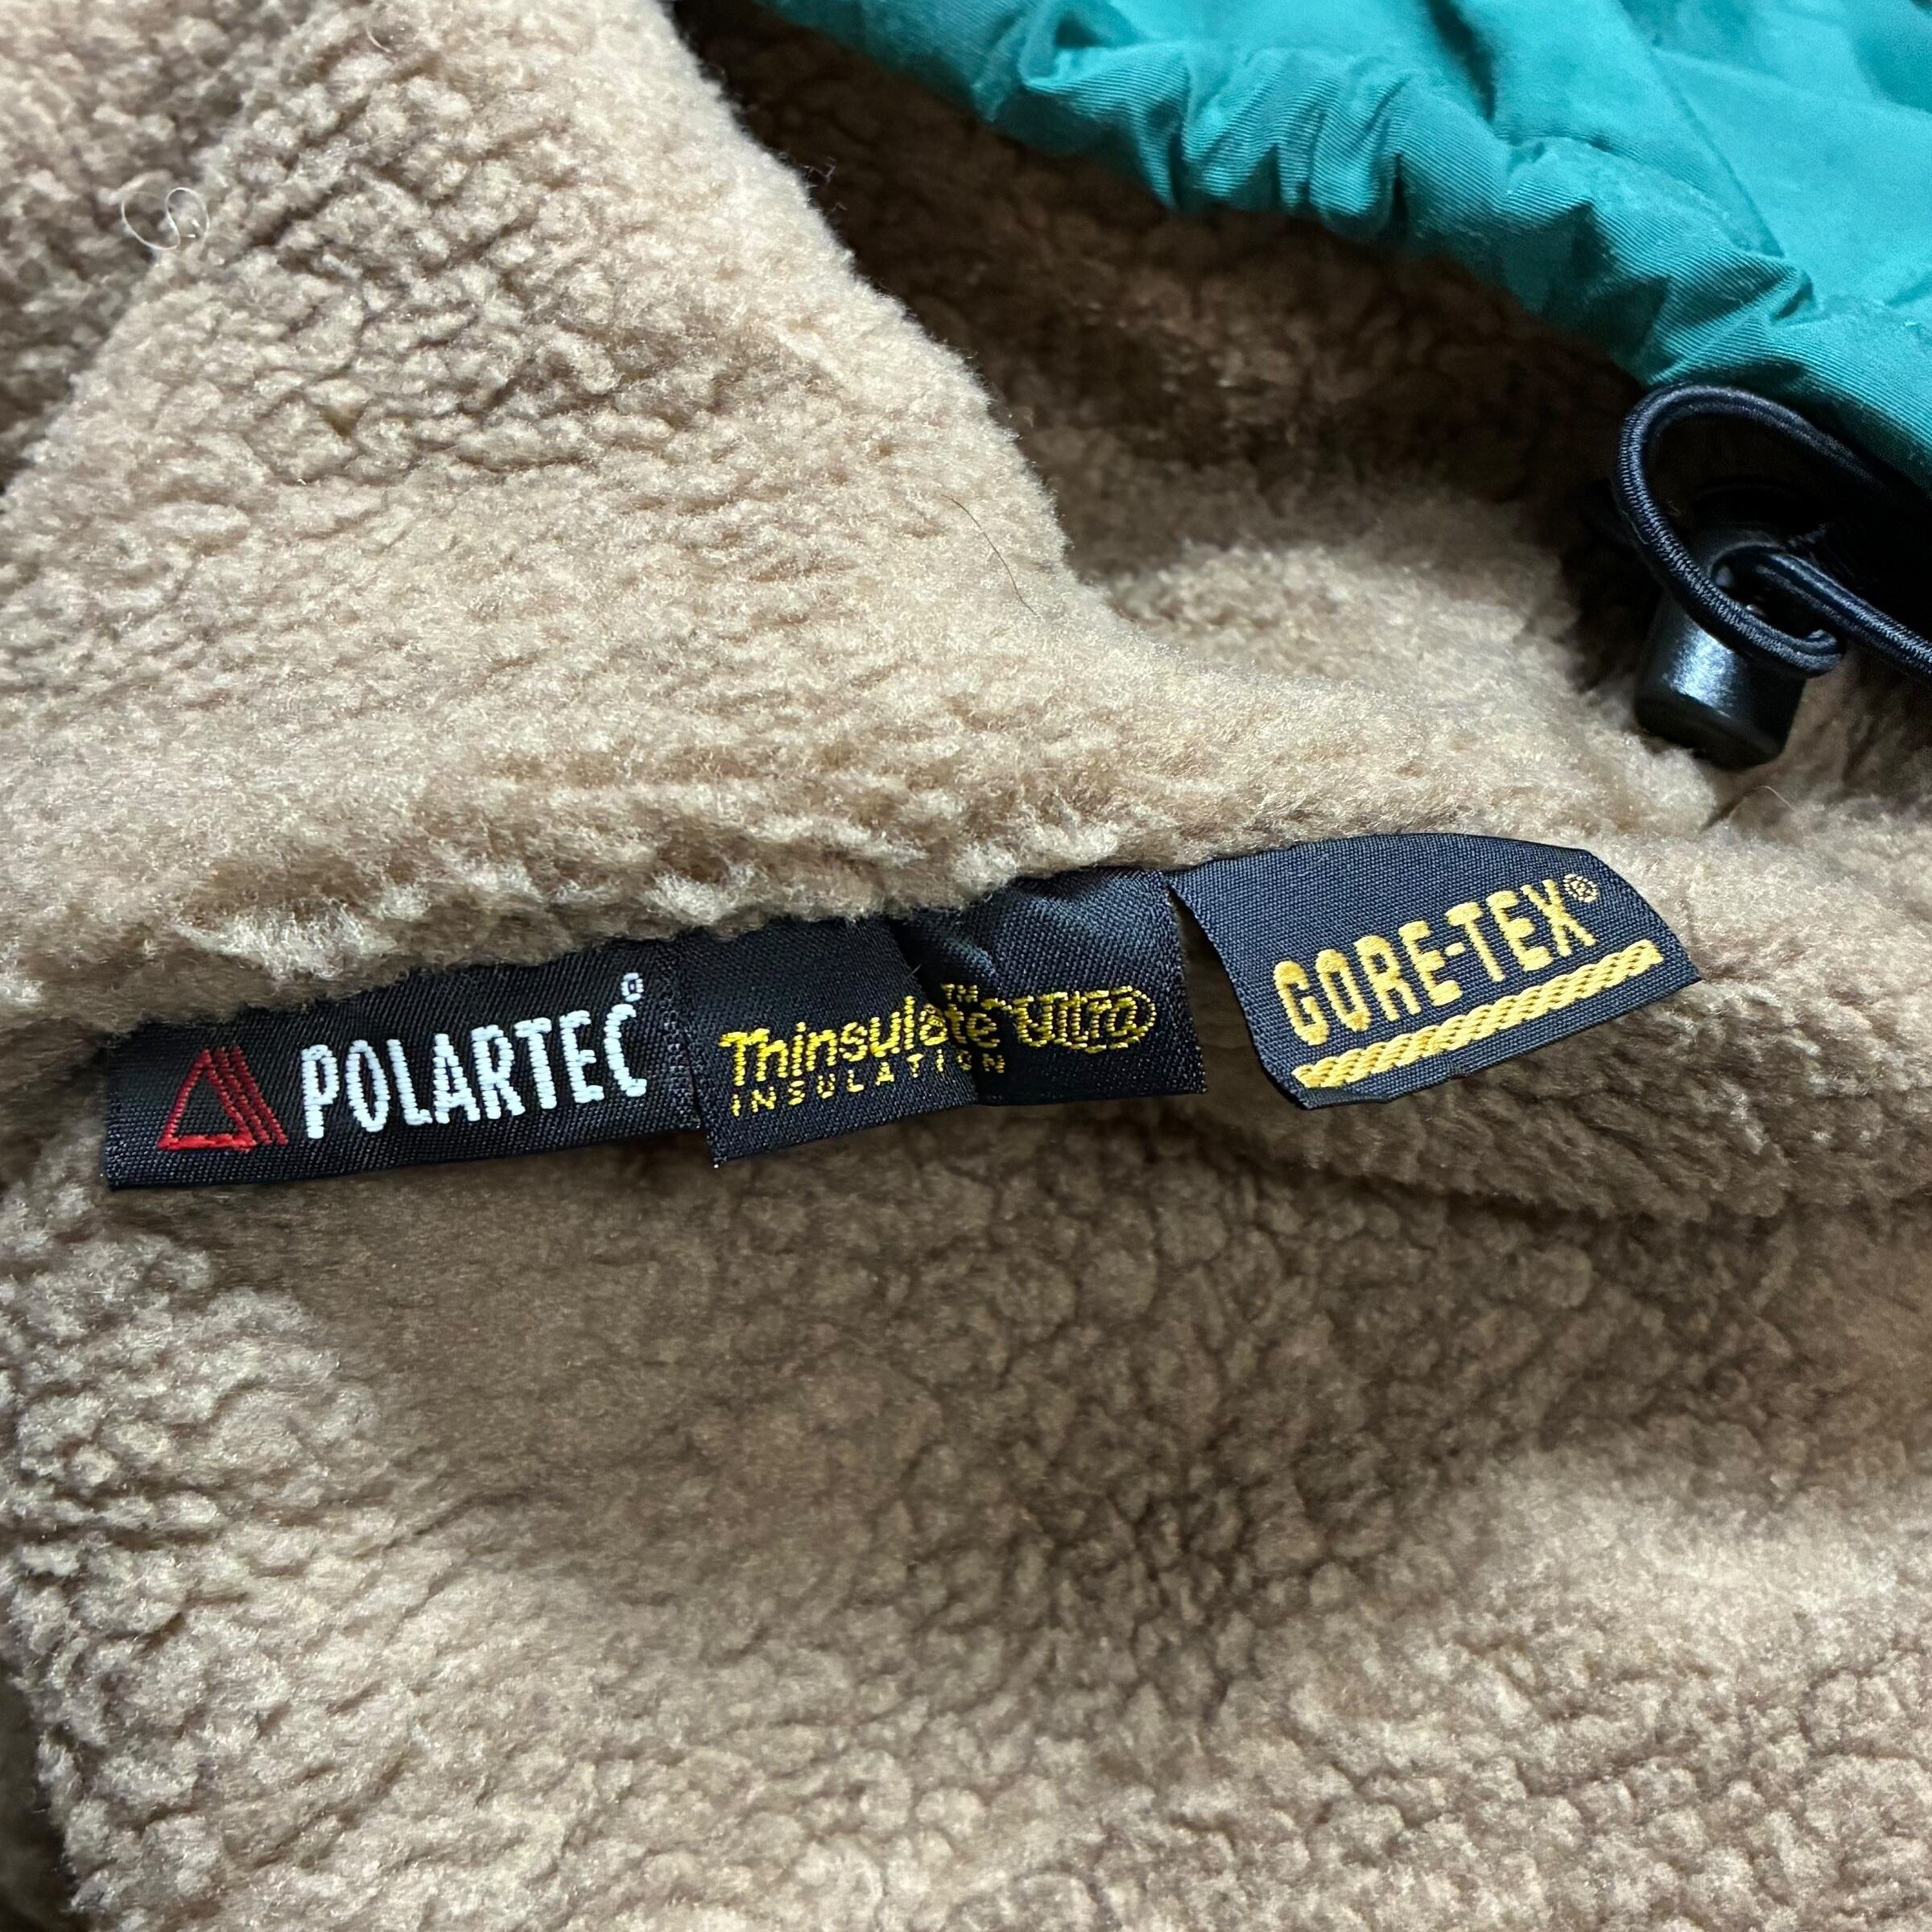 POLARTEC®
Thinsulate™ Ultra
INSULATION
GORE-TEX®